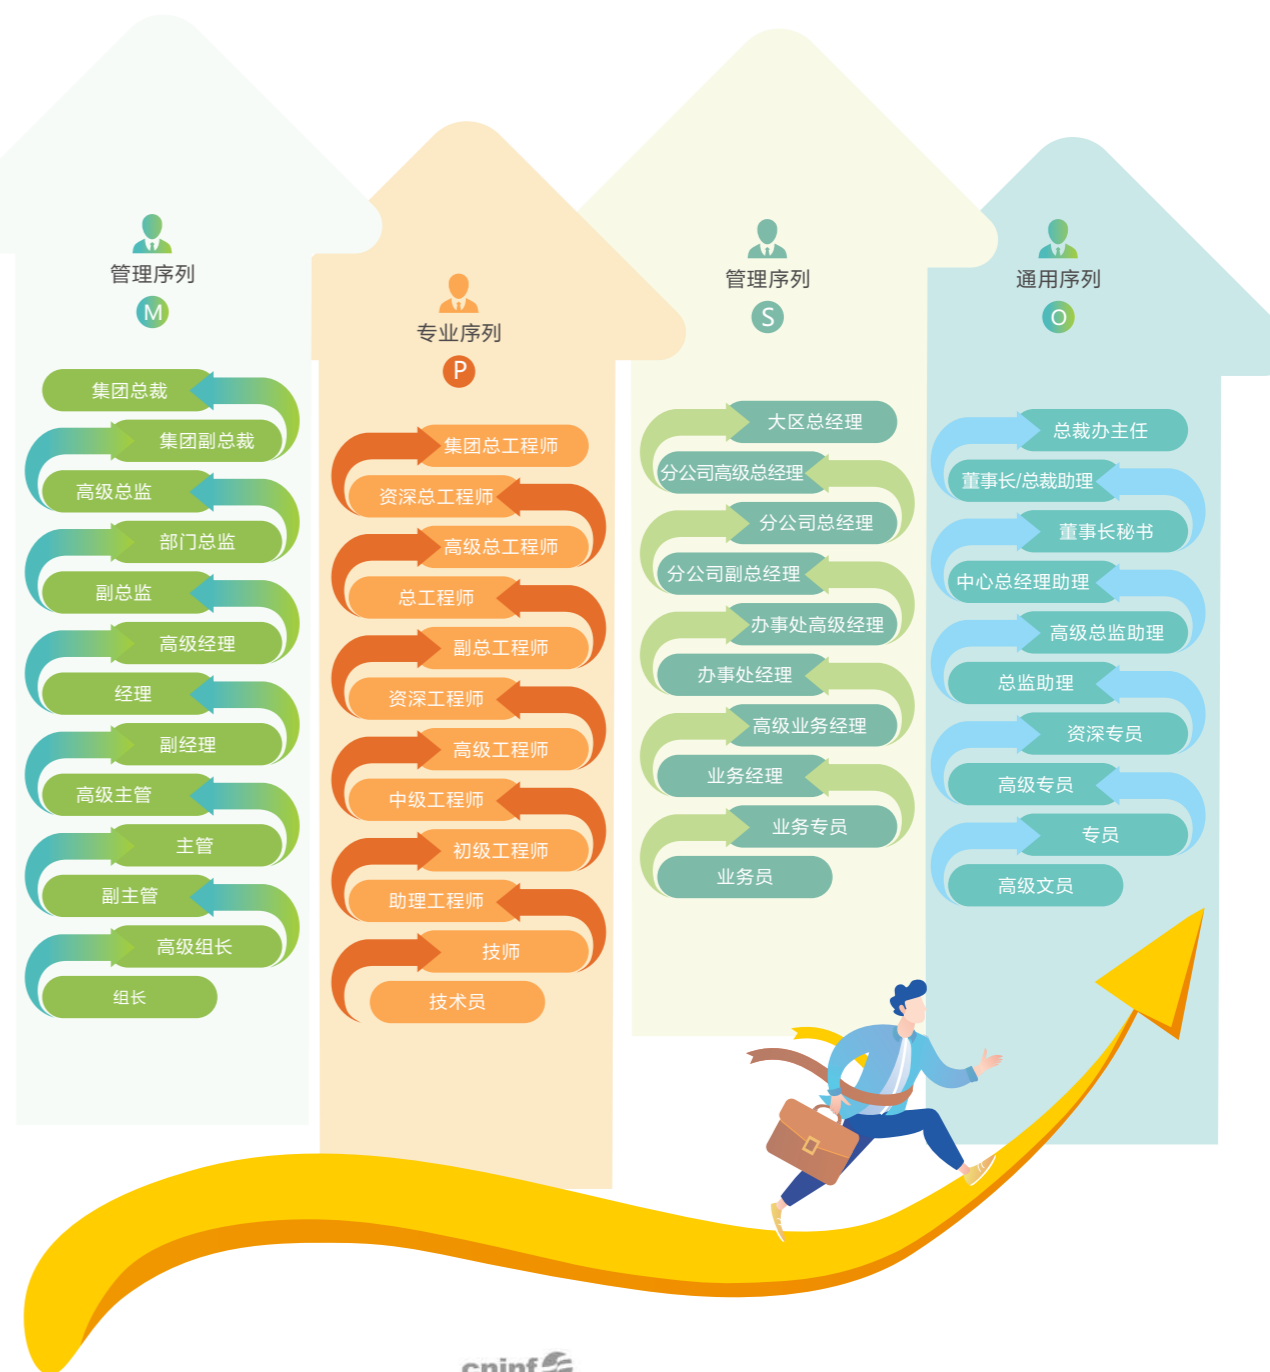 管理序列
M
集团总裁
集团副总裁
高级总监
部门总监
副总监
高级经理
经理
副经理
高级主管
主管
副主管
高级组长
组长
专业序列
P
集团总工程师
资深总工程师
高级总工程师
总工程师
副总工程师
资深工程师
高级工程师
中级工程师
初级工程师
助理工程师
技师
技术员
管理序列
S
大区总经理
分公司高级总经理
分公司总经理
分公司副总经理
办事处高级经理
办事处经理
高级业务经理
业务经理
业务专员
业务员
通用序列
O
总裁办主任
董事长/总裁助理
董事长秘书
中心总经理助理
高级总监助理
总监助理
资深专员
高级专员
专员
高级文员
cninf